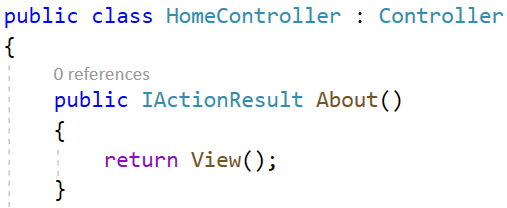 public class HomeController : Controller
{
0 references
public IActionResult About()
{
return View();
}